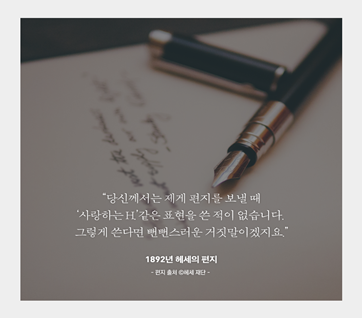 “당신께서는 제게 편지를 보낼 때
‘사랑하는 H.’같은 표현을 쓴 적이 없습니다.
그렇게 쓴다면 뻔뻔스러운 거짓말이겠지요.”
1892년 헤세의 편지
- 편지 출처 ©헤세 재단 -